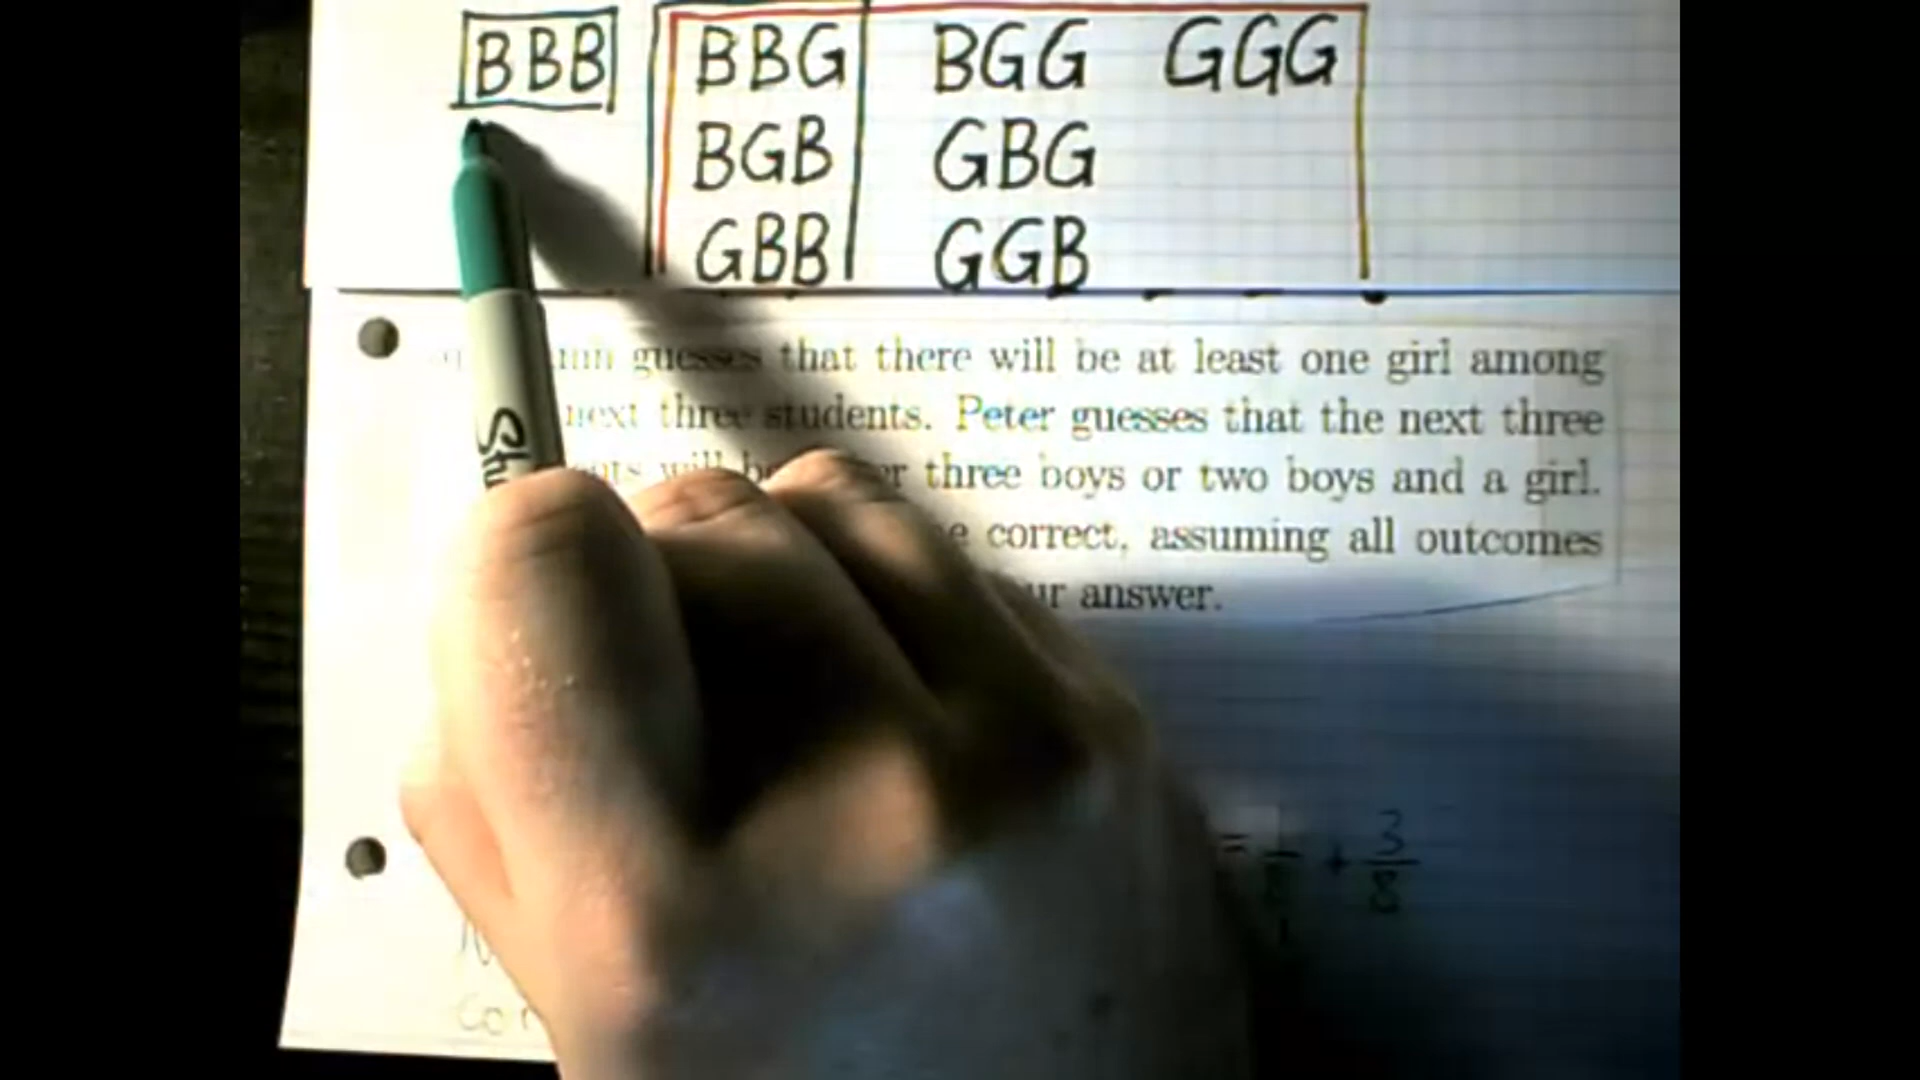 BBB BBG BGG GGG
BGB GBG
GBB GGB
guesses that there will be at least one girl among
next three students. Peter guesses that the next three
will three boys or two boys and a girl.
correct, assuming all outcomes
answer.
= + 3/8